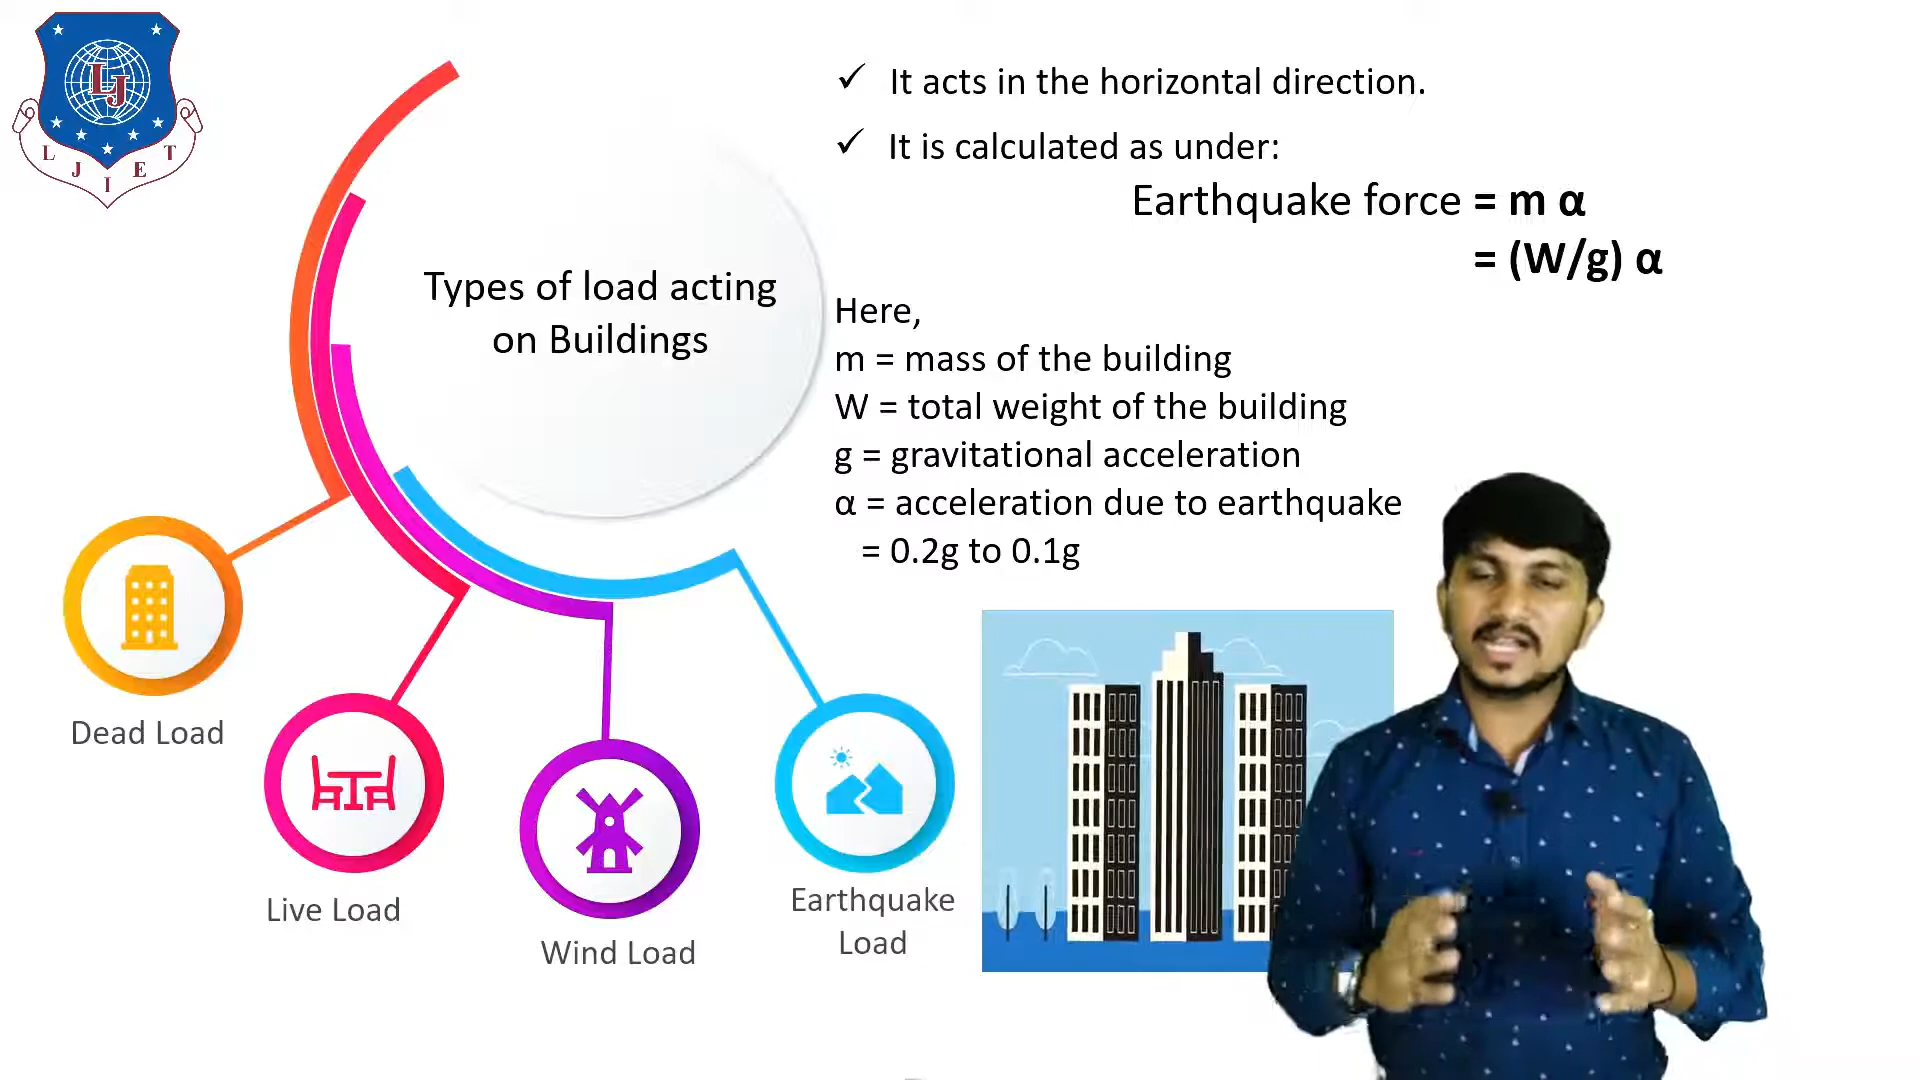 LJ
L J I E T
✓ It acts in the horizontal direction.
✓ It is calculated as under:
Earthquake force = m α
= (W/g) α
Types of load acting
on Buildings
Here,
m = mass of the building
W = total weight of the building
g = gravitational acceleration
α = acceleration due to earthquake
= 0.2g to 0.1g
Dead Load
Live Load
Wind Load
Earthquake
Load